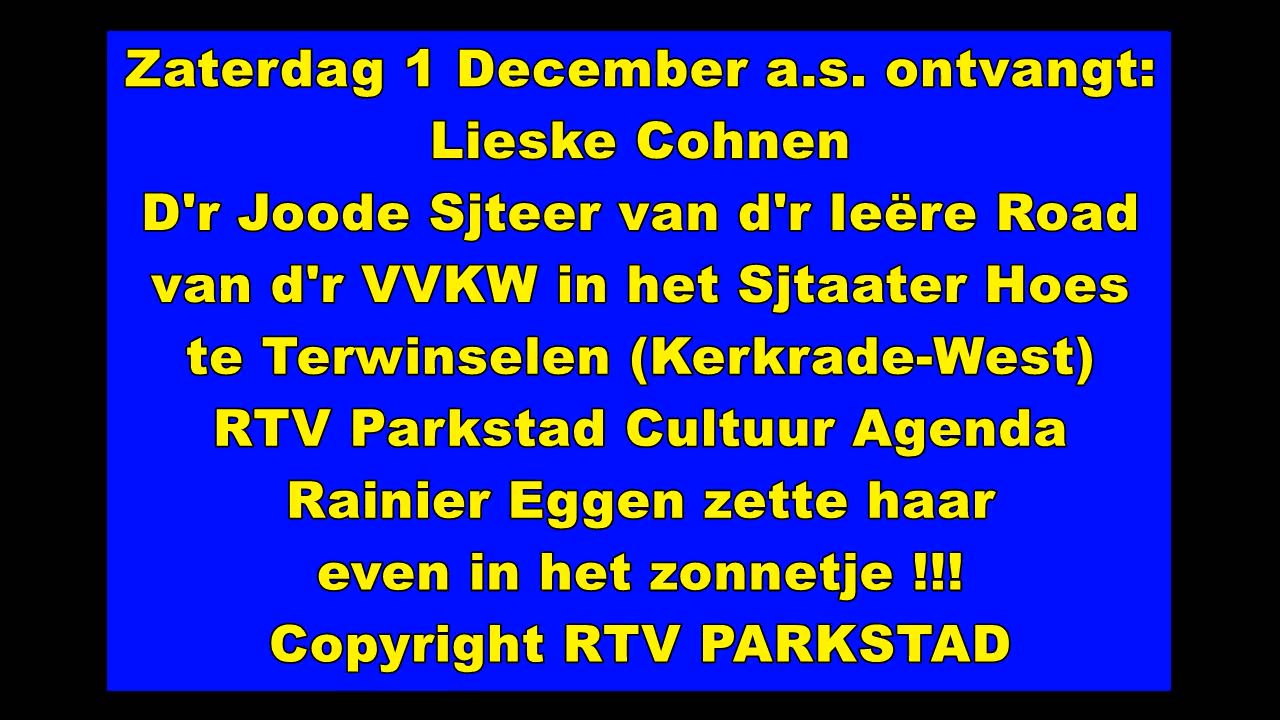 Zaterdag 1 December a.s. ontvangt:
Lieske Cohnen
D'r Joode Sjteer van d'r Ieëre Road
van d'r VVKW in het Sjtaater Hoes
te Terwinselen (Kerkrade-West)
RTV Parkstad Cultuur Agenda
Rainier Eggen zette haar
even in het zonnetje !!!
Copyright RTV PARKSTAD